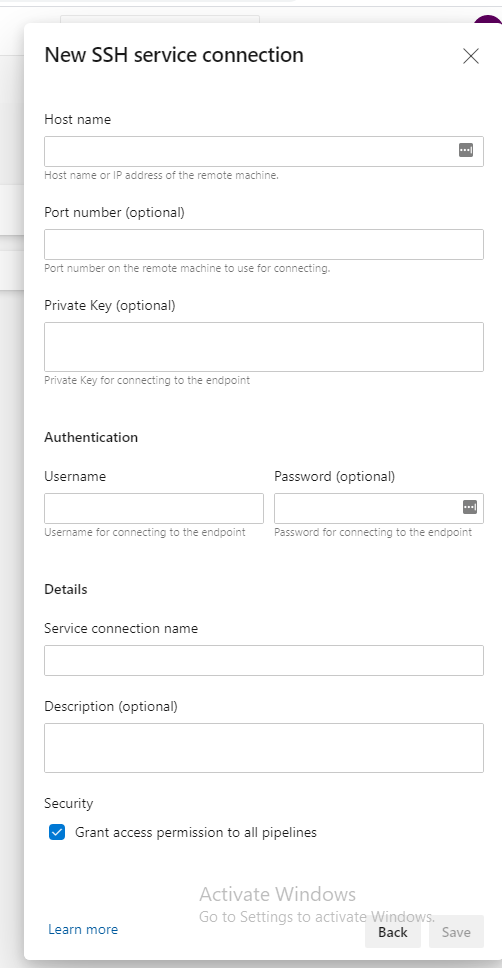 New SSH service connection
Host name
Host name or IP address of the remote machine.
Port number (optional)
Port number on the remote machine to use for connecting.
Private Key (optional)
Private Key for connecting to the endpoint
Authentication
Username
Password (optional)
Username for connecting to the endpoint
Password for connecting to the endpoint
Details
Service connection name
Description (optional)
Security
Grant access permission to all pipelines
Activate Windows
Go to Settings to activate Windows.
Learn more
Back
Save